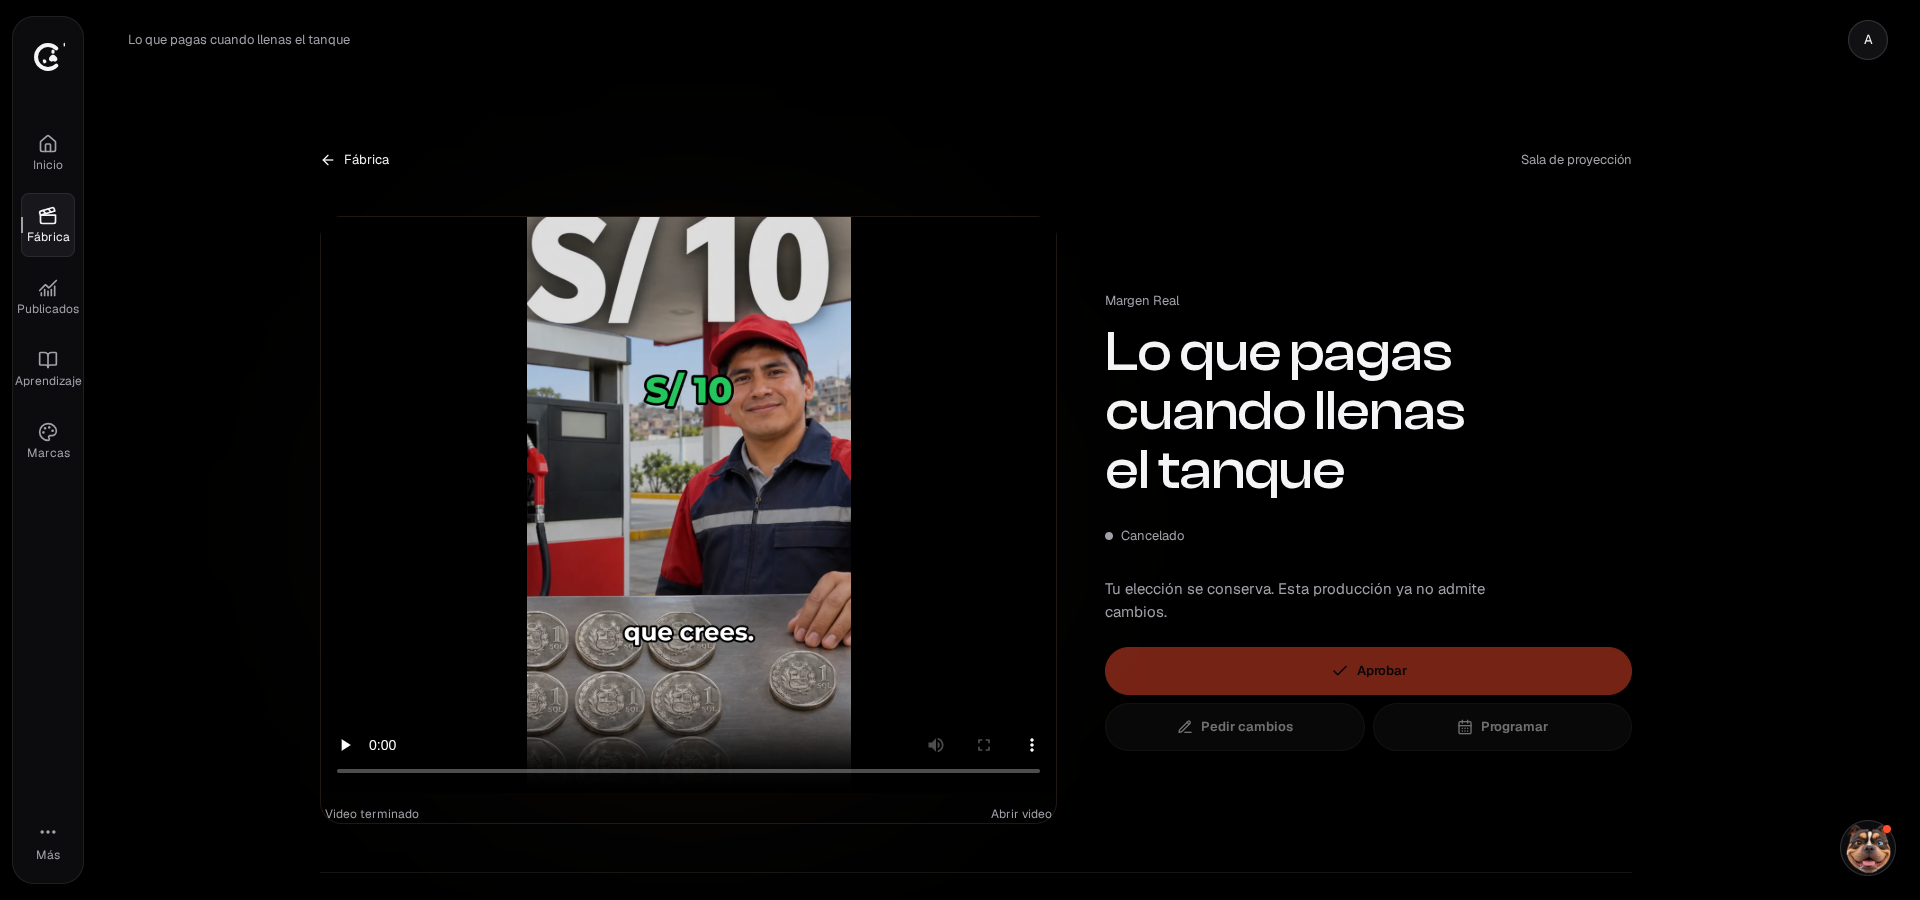 Lo que pagas cuando llenas el tanque
A
Inicio
Fábrica
Publicados
Aprendizaje
Marcas
Más
Fábrica
Sala de proyección
S/ 10
S/ 10
que crees.
0:00
Video terminado
Abrir video
Margen Real
Lo que pagas
cuando llenas
el tanque
Cancelado
Tu elección se conserva. Esta producción ya no admite
cambios.
Aprobar
Pedir cambios
Programar